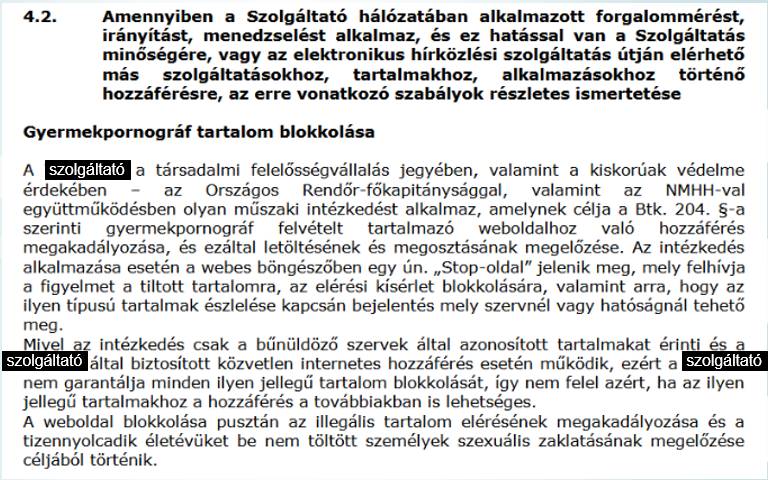 4.2. Amennyiben a Szolgáltató hálózatában alkalmazott forgalommérést,
irányítást, menedzselést alkalmaz, és ez hatással van a Szolgáltatás
minőségére, vagy az elektronikus hírközlési szolgáltatás útján elérhető
más szolgáltatásokhoz, tartalmakhoz, alkalmazásokhoz történő
hozzáférésre, az erre vonatkozó szabályok részletes ismertetése
Gyermekpornográf tartalom blokkolása
A szolgáltató a társadalmi felelősségvállalás jegyében, valamint a kiskorúak védelme
érdekében – az Országos Rendőr-főkapitánysággal, valamint az NMHH-val
együttműködésben olyan műszaki intézkedést alkalmaz, amelynek célja a Btk. 204. §-a
szerinti gyermekpornográf felvételt tartalmazó weboldalhoz való hozzáférés
megakadályozása, és ezáltal letöltésének és megosztásának megelőzése. Az intézkedés
alkalmazása esetén a webes böngészőben egy ún. „Stop-oldal” jelenik meg, mely felhívja
a figyelmet a tiltott tartalomra, az elérési kísérlet blokkolására, valamint arra, hogy az
ilyen típusú tartalmak észlelése kapcsán bejelentés mely szervnél vagy hatóságnál tehető
meg.
Mivel az intézkedés csak a bűnüldöző szervek által azonosított tartalmakat érinti és a
szolgáltató által biztosított közvetlen internetes hozzáférés esetén működik, ezért a szolgáltató
nem garantálja minden ilyen jellegű tartalom blokkolását, így nem felel azért, ha az ilyen
jellegű tartalmakhoz a hozzáférés a továbbiakban is lehetséges.
A weboldal blokkolása pusztán az illegális tartalom elérésének megakadályozása és a
tizennyolcadik életévüket be nem töltött személyek szexuális zaklatásának megelőzése
céljából történik.